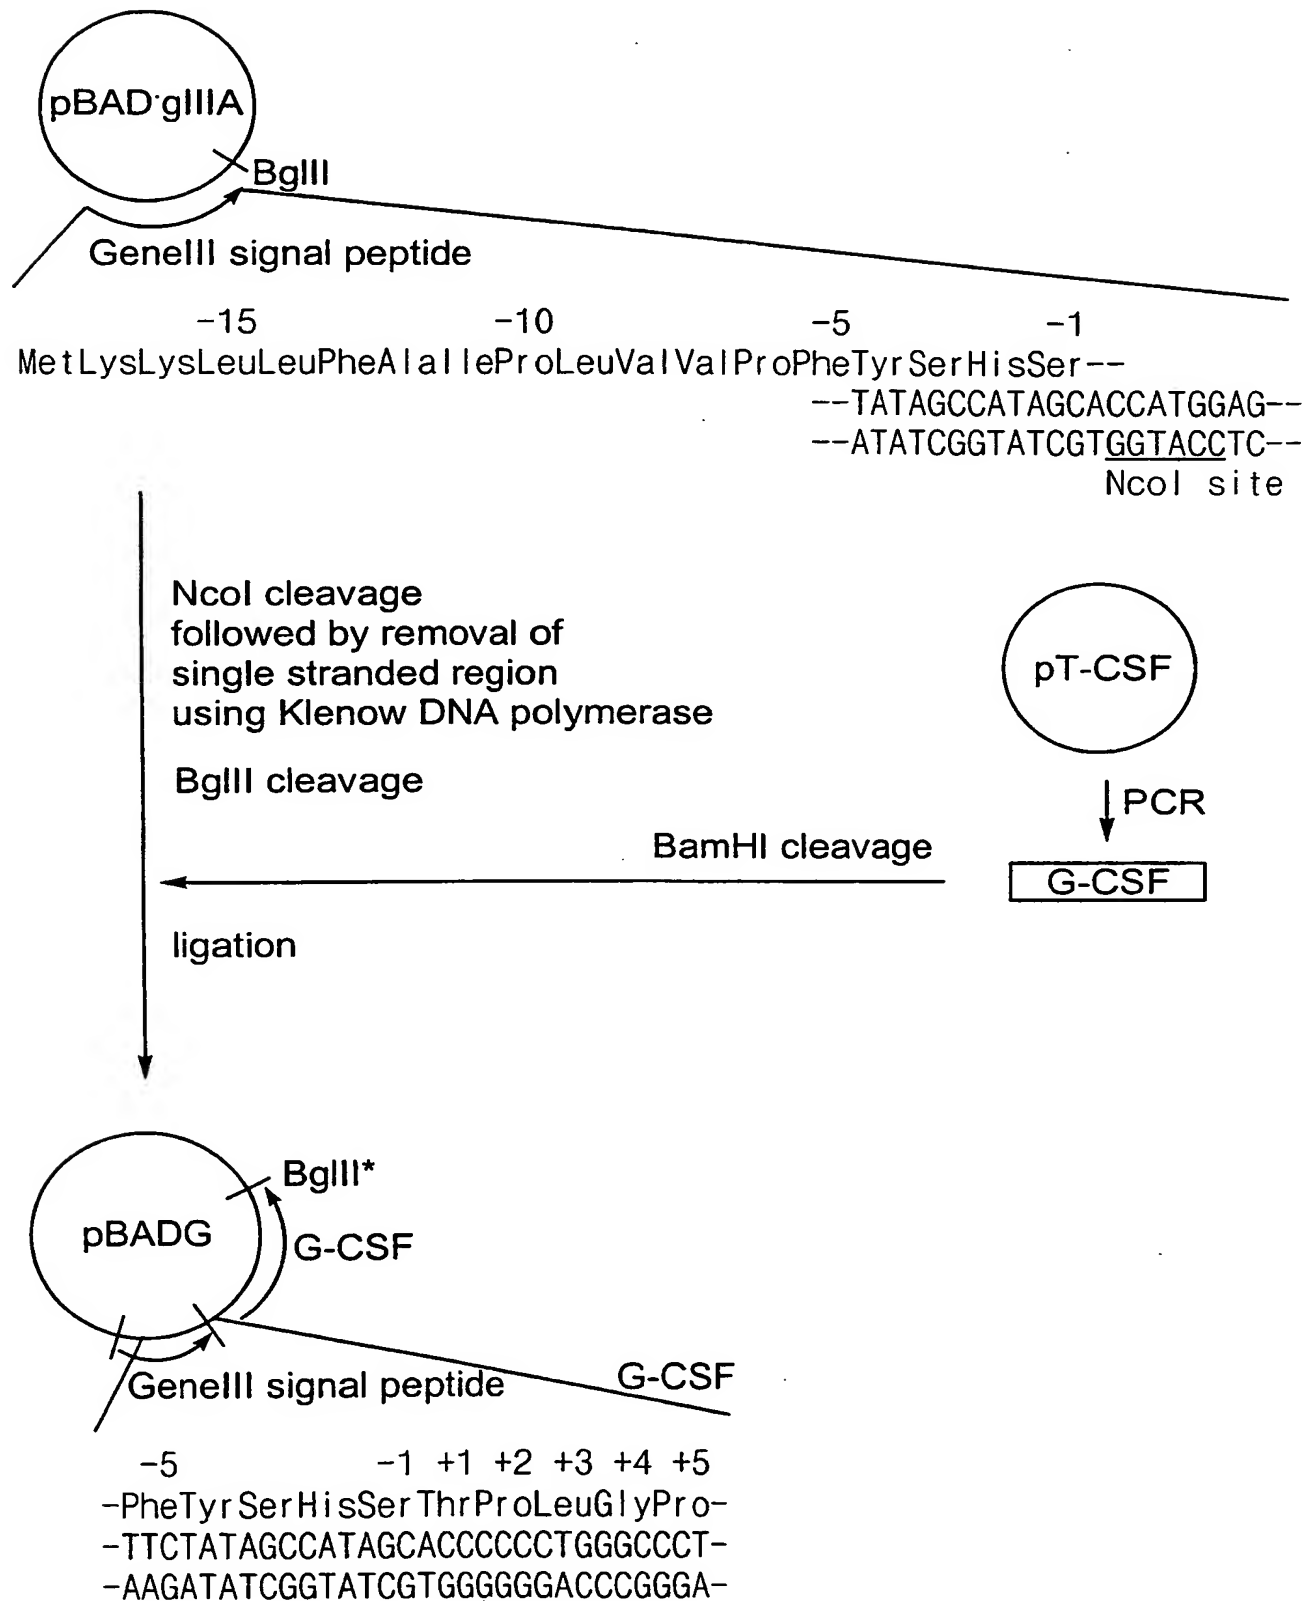 pBAD·gIIIA
BglII
GeneIII signal peptide
-15 -10 -5 -1
MetLysLysLeuLeuPheAlaIleProLeuValValProPheTyrSerHisSer--
--TATAGCCATAGCACCATGGAG--
--ATATCGGTATCGTGGTACCTC--
NcoI site
NcoI cleavage
followed by removal of
single stranded region
using Klenow DNA polymerase
BglII cleavage
pT-CSF
PCR
BamHI cleavage
G-CSF
ligation
BglII*
pBADG
G-CSF
GeneIII signal peptide
G-CSF
-5 -1 +1 +2 +3 +4 +5
-PheTyrSerHisSerThrProLeuGlyPro-
-TTCTATAGCCATAGCACCCCCCTGGGCCCT-
-AAGATATCGGTATCGTGGGGGGACCCGGGA-